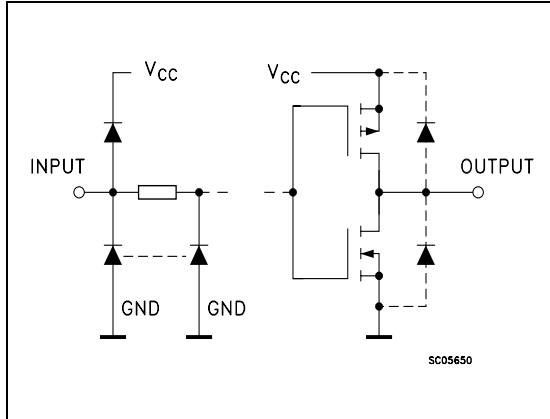 VCC
VCC
INPUT
OUTPUT
GND
GND
SC05650